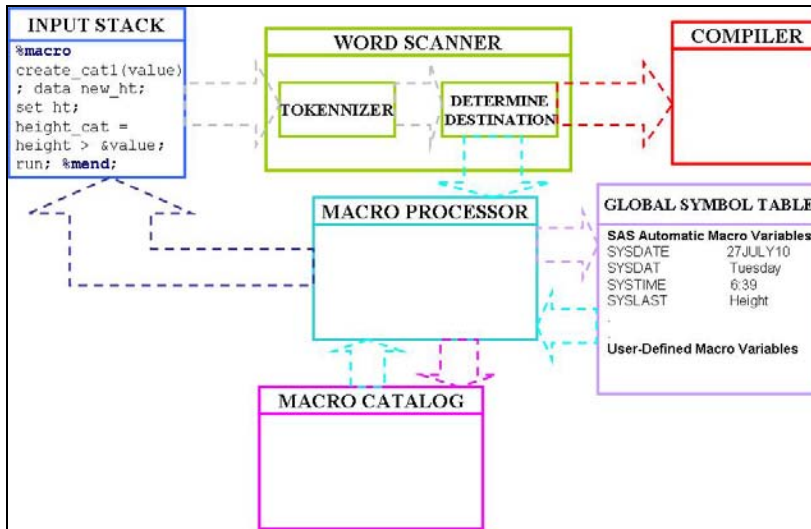 INPUT STACK
%macro
create_cat1(value)
; data new_ht;
set ht;
height_cat =
height > &value;
run; %mend;
WORD SCANNER
TOKENNIZER
DETERMINE
DESTINATION
COMPILER
MACRO PROCESSOR
GLOBAL SYMBOL TABLE
SAS Automatic Macro Variables
SYSDATE 27JULY10
SYSDAT Tuesday
SYSTIME 6:39
SYSLAST Height
.
.
User-Defined Macro Variables
MACRO CATALOG